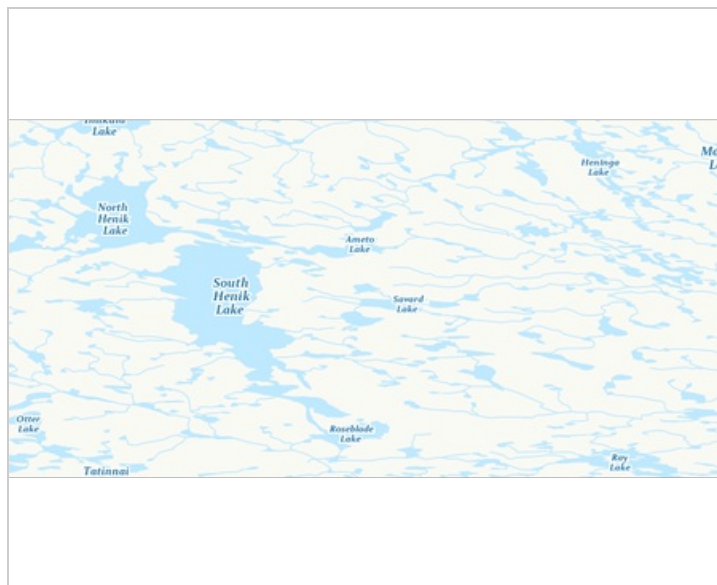 Lake
North
Henik
Lake
South
Henik
Lake
Ameto
Lake
Savard
Lake
Heninga
Lake
Otter
Lake
Roseblade
Lake
Ray
Lake
Tatinnai